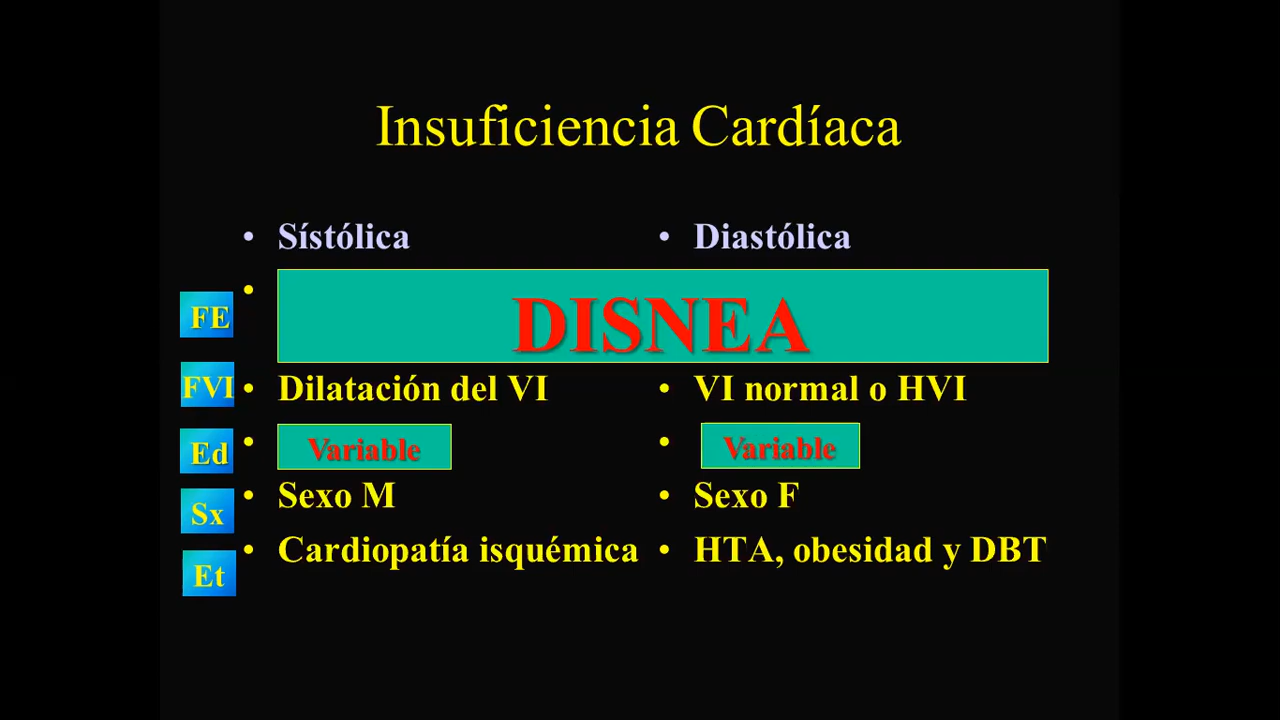 Insuficiencia Cardíaca
• Sístólica • Diastólica
FE • DISNEA
FVI • Dilatación del VI • VI normal o HVI
Ed • Variable • Variable
Sx • Sexo M • Sexo F
Et • Cardiopatía isquémica • HTA, obesidad y DBT